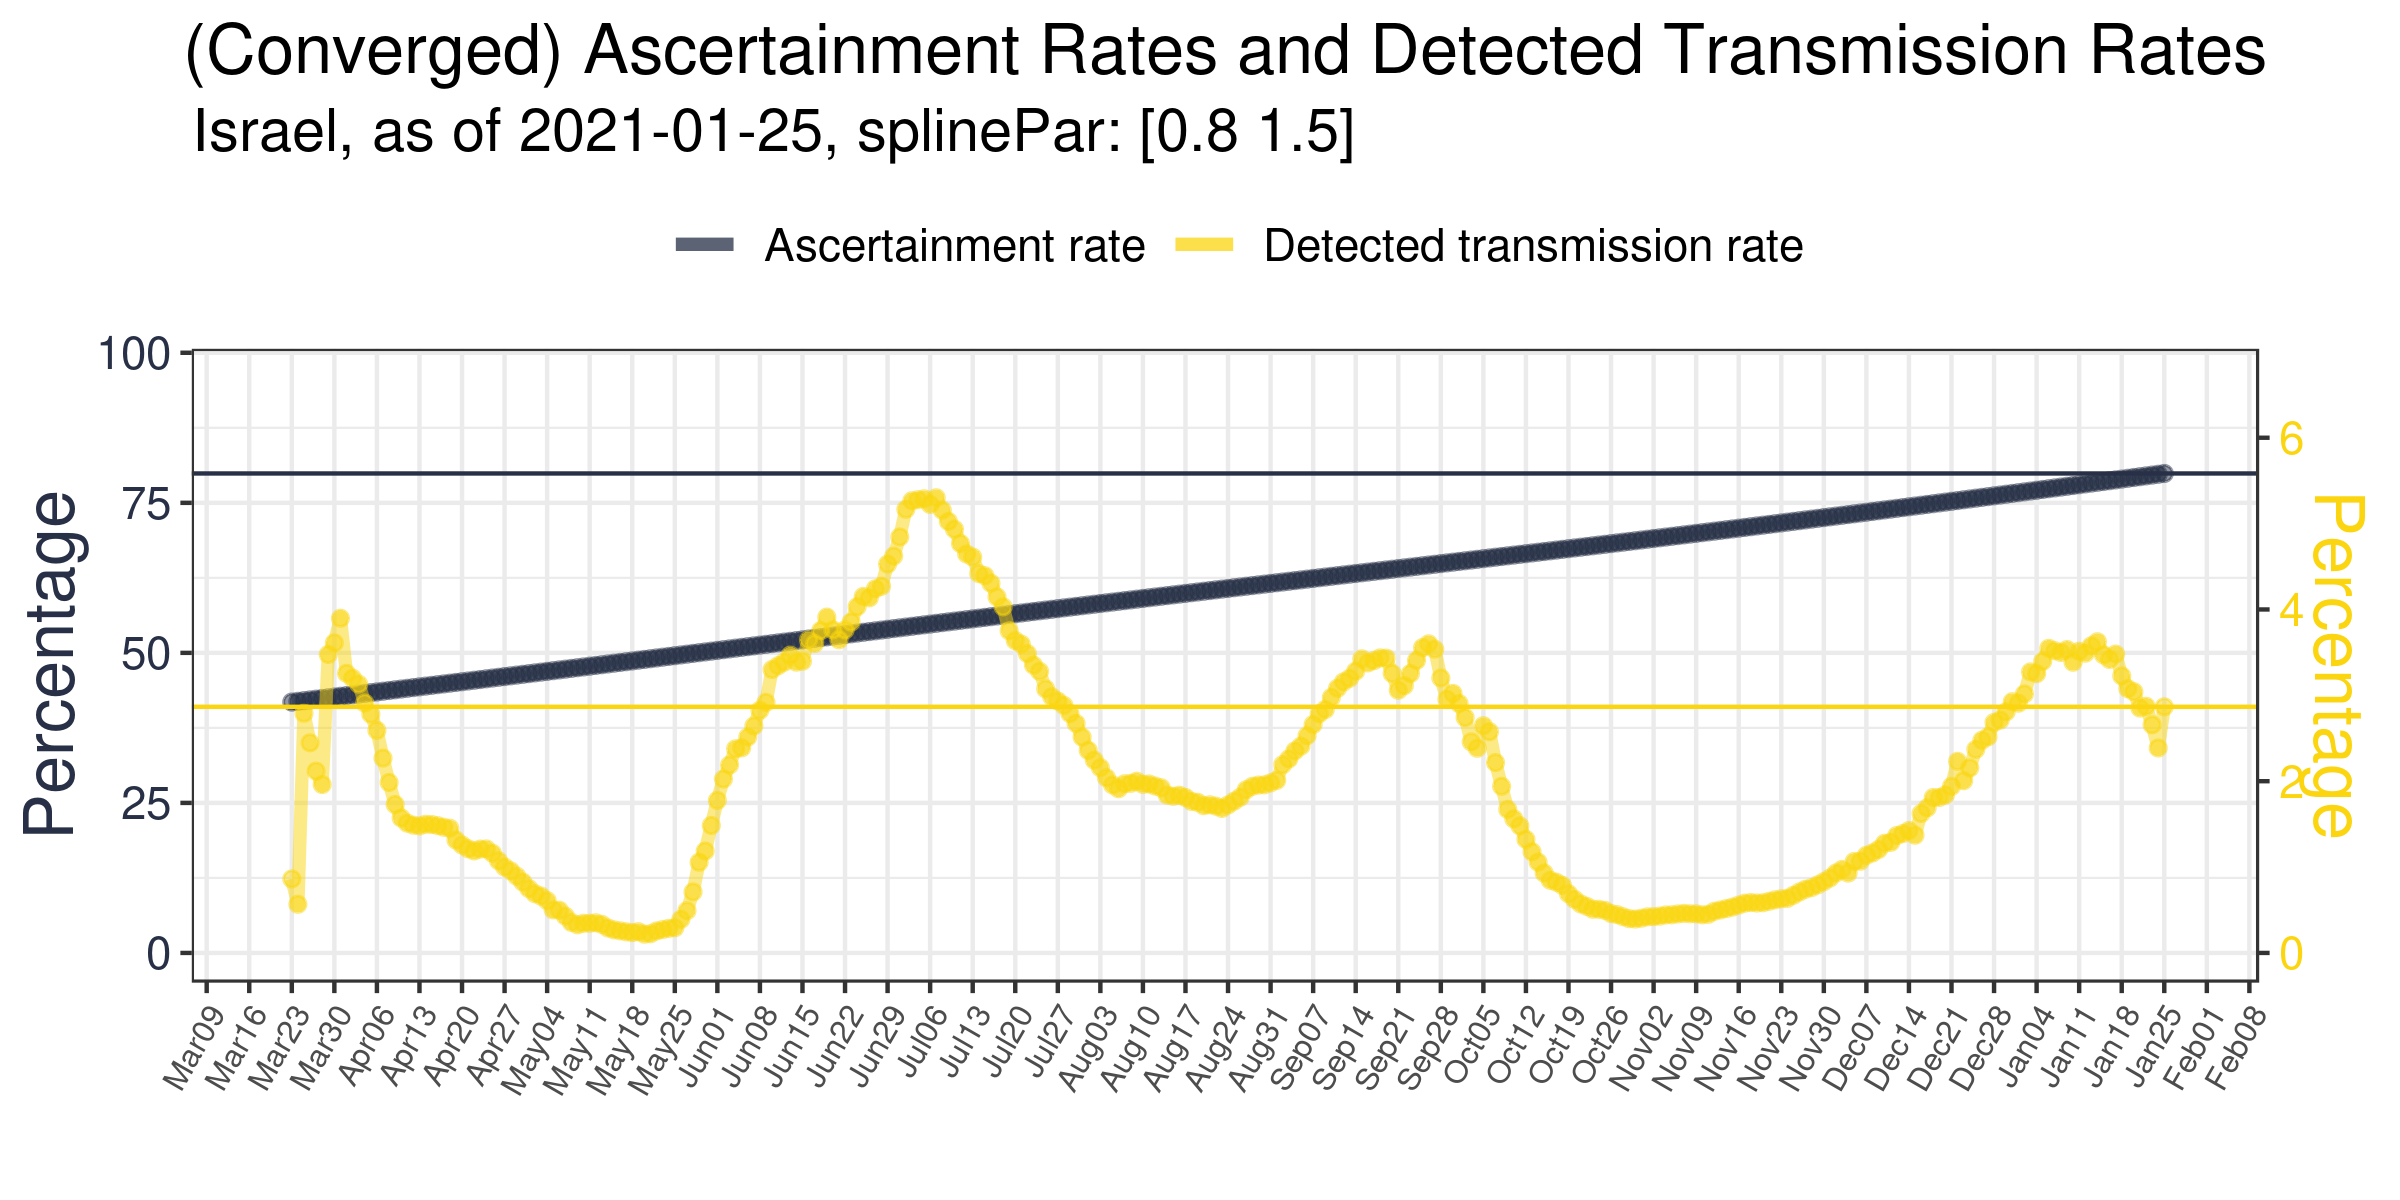 (Converged) Ascertainment Rates and Detected Transmission Rates
Israel, as of 2021-01-25, splinePar: [0.8 1.5]
Ascertainment rate Detected transmission rate
Percentage
100
75
50
25
0
6
4
2
0
Percentage
Mar09 Mar16 Mar23 Mar30 Apr06 Apr13 Apr20 Apr27 May04 May11 May18 May25 Jun01 Jun08 Jun15 Jun22 Jun29 Jul06 Jul13 Jul20 Jul27 Aug03 Aug10 Aug17 Aug24 Aug31 Sep07 Sep14 Sep21 Sep28 Oct05 Oct12 Oct19 Oct26 Nov02 Nov09 Nov16 Nov23 Nov30 Dec07 Dec14 Dec21 Dec28 Jan04 Jan11 Jan18 Jan25 Feb01 Feb08